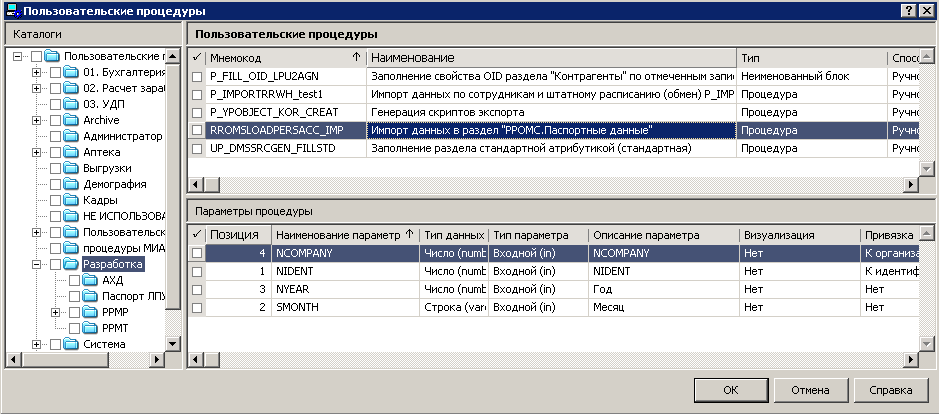 Пользовательские процедуры
Каталоги
Пользовательские
01. Бухгалтерия
02. Расчет зара
03. УДП
Archive
Администратор
Аптека
Выгрузки
Демография
Кадры
НЕ ИСПОЛЬЗОВА
Пользовательск
процедуры МИА
Разработка
АХД
Паспорт ЛПУ
РРМР
РРМТ
Система
Пользовательские процедуры
Мнемокод Наименование Тип Спосо
P_FILL_OID_LPU2AGN Заполнение свойства OID раздела "Контрагенты" по отмеченным запи Неименованный блок Ручно
P_IMPORTRRWH_test1 Импорт данных по сотрудникам и штатному расписанию (обмен) P_IMP Процедура Ручно
P_YPOBJECT_KOR_CREAT Генерация скриптов экспорта Процедура Ручно
RROMSLOADPERSACC_IMP Импорт данных в раздел "РРОМС.Паспортные данные" Процедура Ручно
UP_DMSSRCGEN_FILLSTD Заполнение раздела стандартной атрибутикой (стандартная) Процедура Ручно
Параметры процедуры
Позиция Наименование параметр Тип данных Тип параметра Описание параметра Визуализация Привязка
4 NCOMPANY Число (numb Входной (in) NCOMPANY Нет К организа
1 NIDENT Число (numb Входной (in) NIDENT Нет К идентиф
3 NYEAR Число (numb Входной (in) Год Нет Нет
2 SMONTH Строка (varc Входной (in) Месяц Нет Нет
OK Отмена Справка